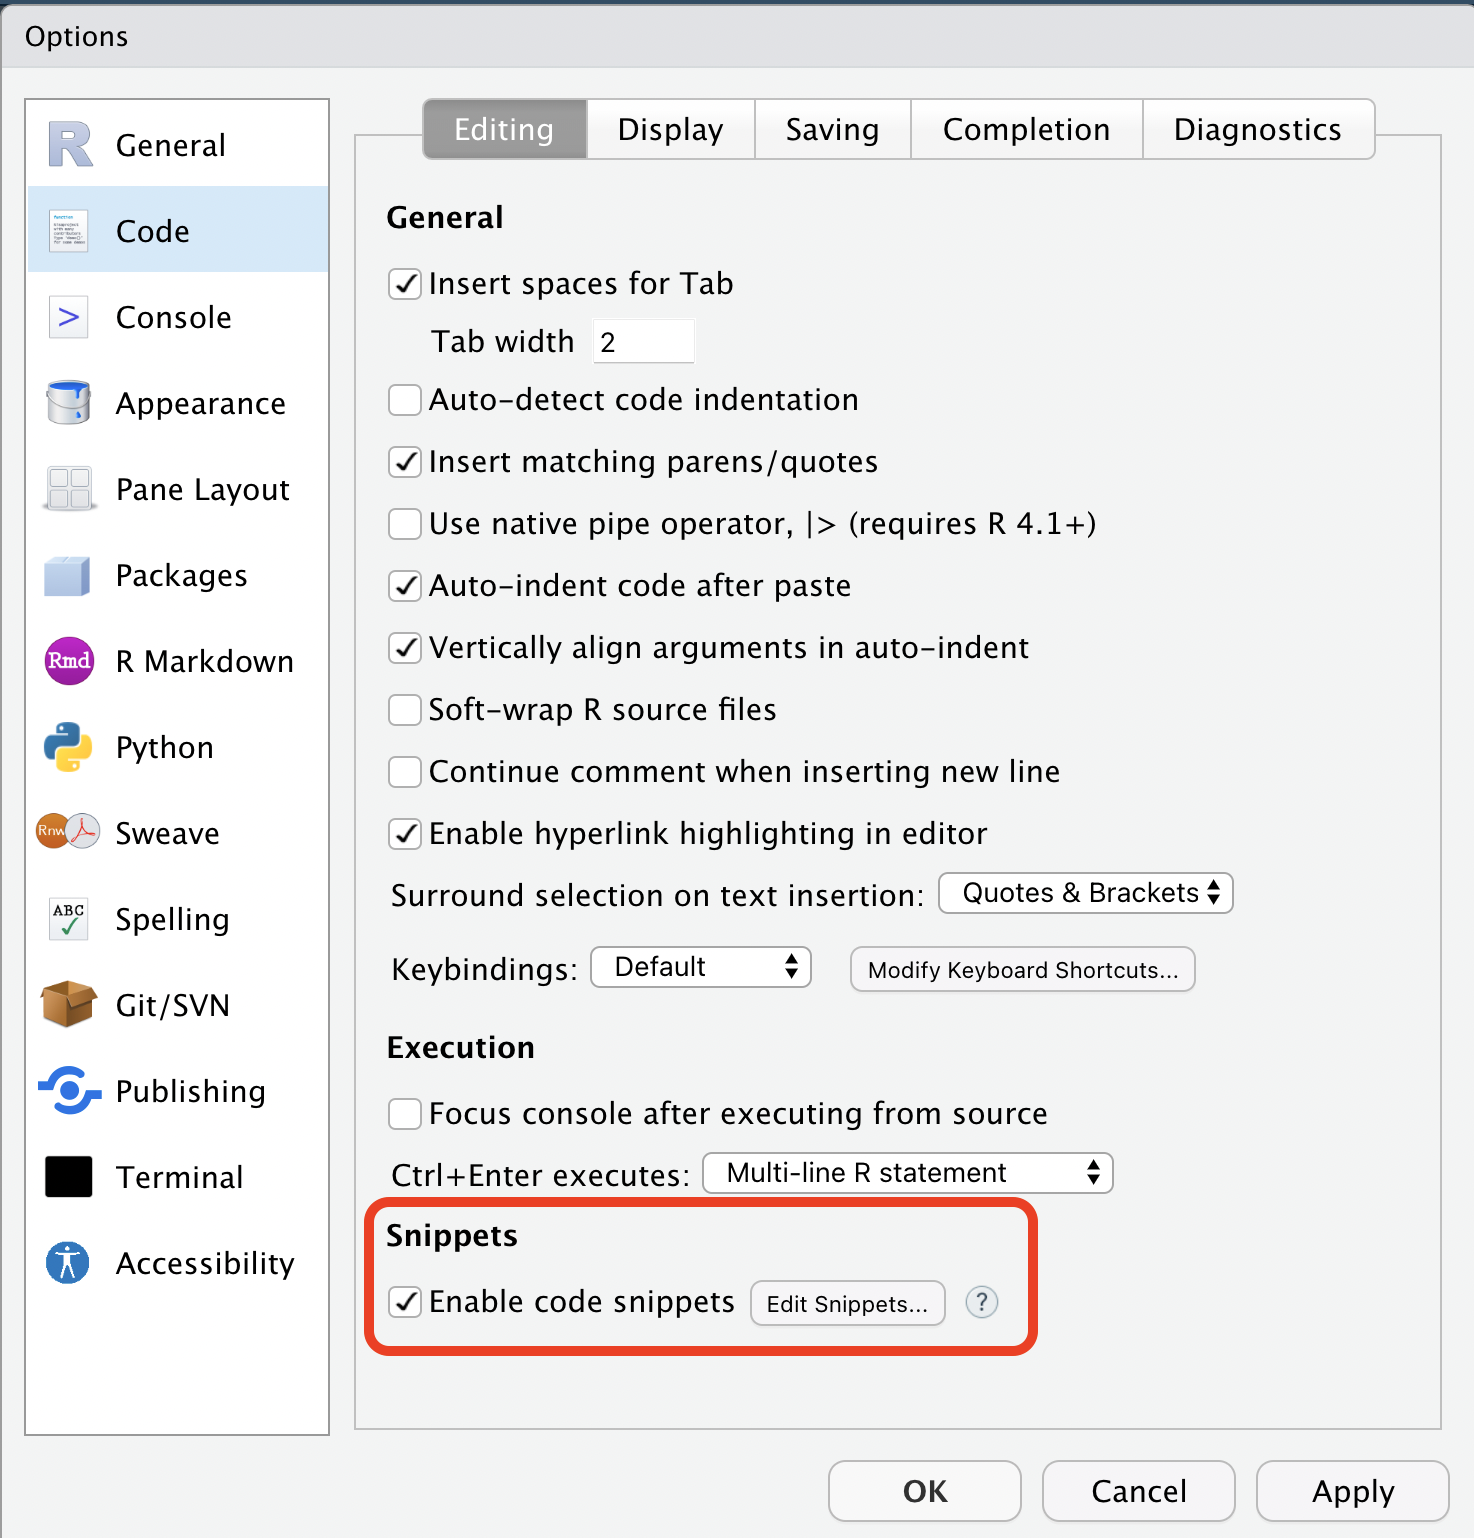 Options
General
Code
Console
Appearance
Pane Layout
Packages
Rmd
R Markdown
Python
Rnw
Sweave
ABC
Spelling
Git/SVN
Publishing
Terminal
Accessibility
Editing
Display
Saving
Completion
Diagnostics
General
Insert spaces for Tab
Tab width 2
Auto-detect code indentation
Insert matching parens/quotes
Use native pipe operator, |> (requires R 4.1+)
Auto-indent code after paste
Vertically align arguments in auto-indent
Soft-wrap R source files
Continue comment when inserting new line
Enable hyperlink highlighting in editor
Surround selection on text insertion: Quotes & Brackets
Keybindings: Default Modify Keyboard Shortcuts...
Execution
Focus console after executing from source
Ctrl+Enter executes: Multi-line R statement
Snippets
Enable code snippets Edit Snippets... ?
OK
Cancel
Apply